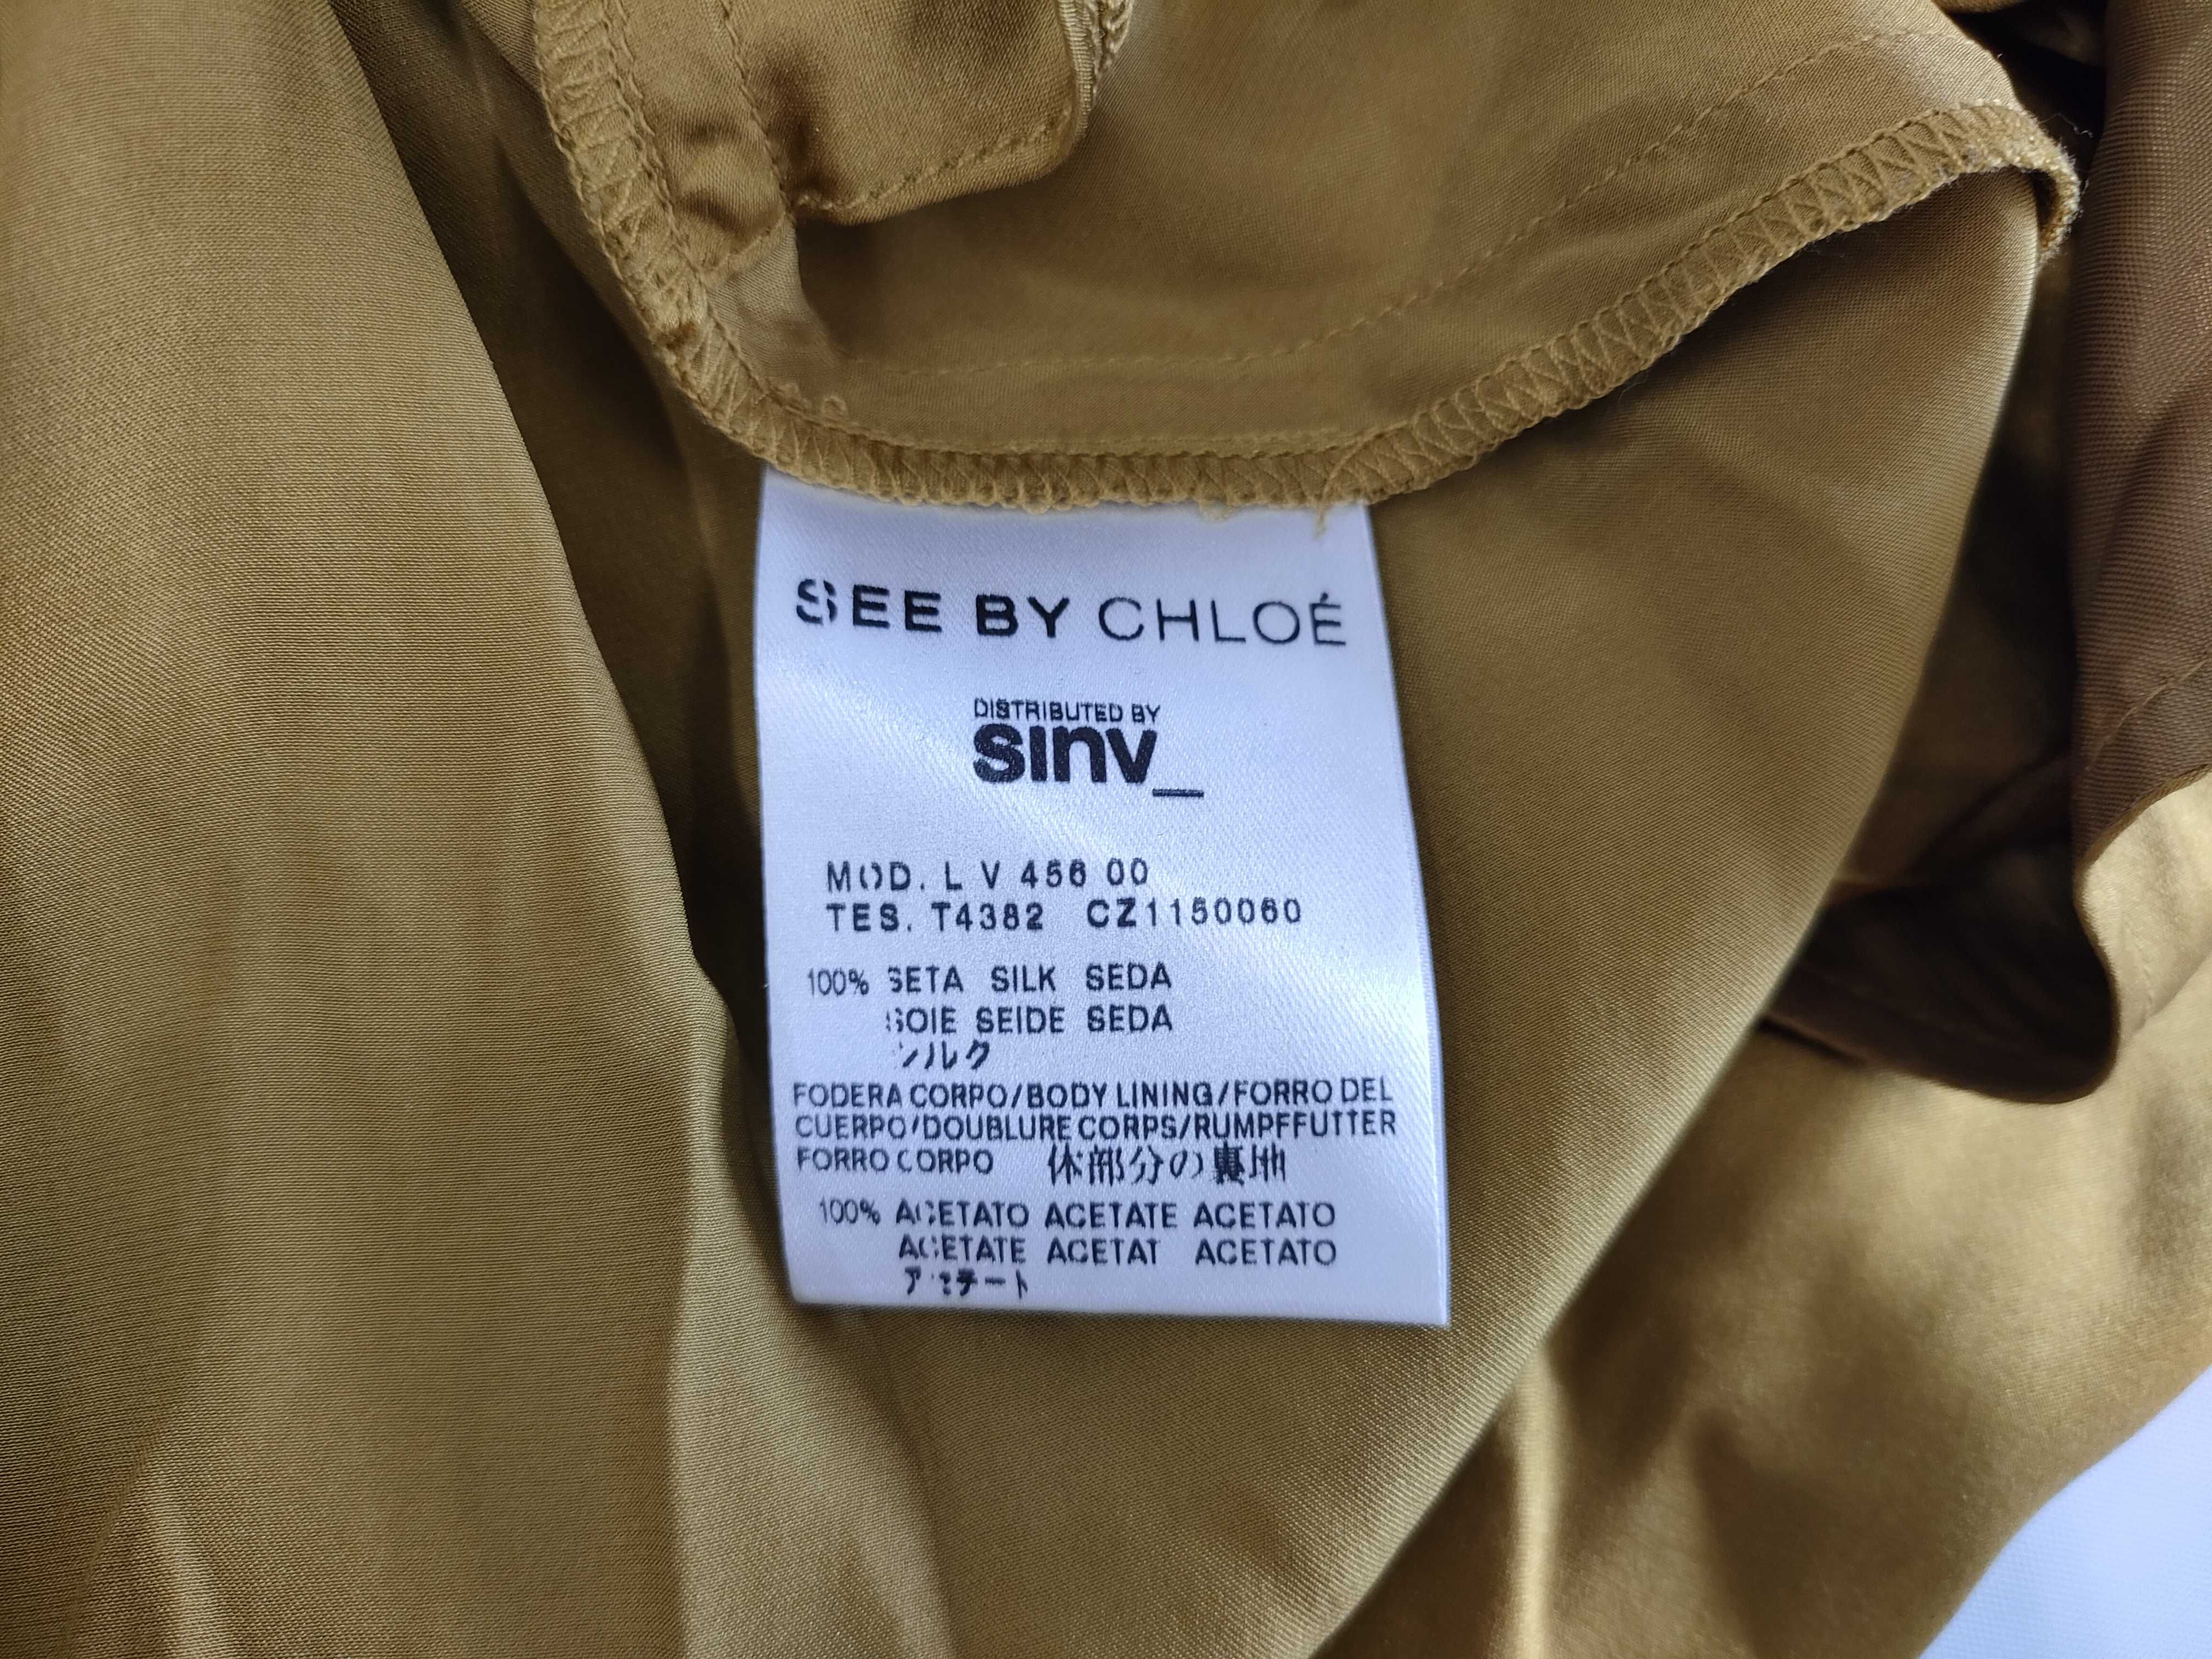 SEE BY CHLOÉ
DISTRIBUTED BY
sinv_
MOD. L V 456 00
TES. T4382 CZ1150060
100% SETA SILK SEDA
SOIE SEIDE SEDA
シルク
FODERA CORPO/BODY LINING/FORRO DEL
CUERPO/DOUBLURE CORPS/RUMPFFUTTER
FORRO CORPO 体部分の裏地
100% ACETATO ACETATE ACETATO
ACETATE ACETAT ACETATO
アセテート